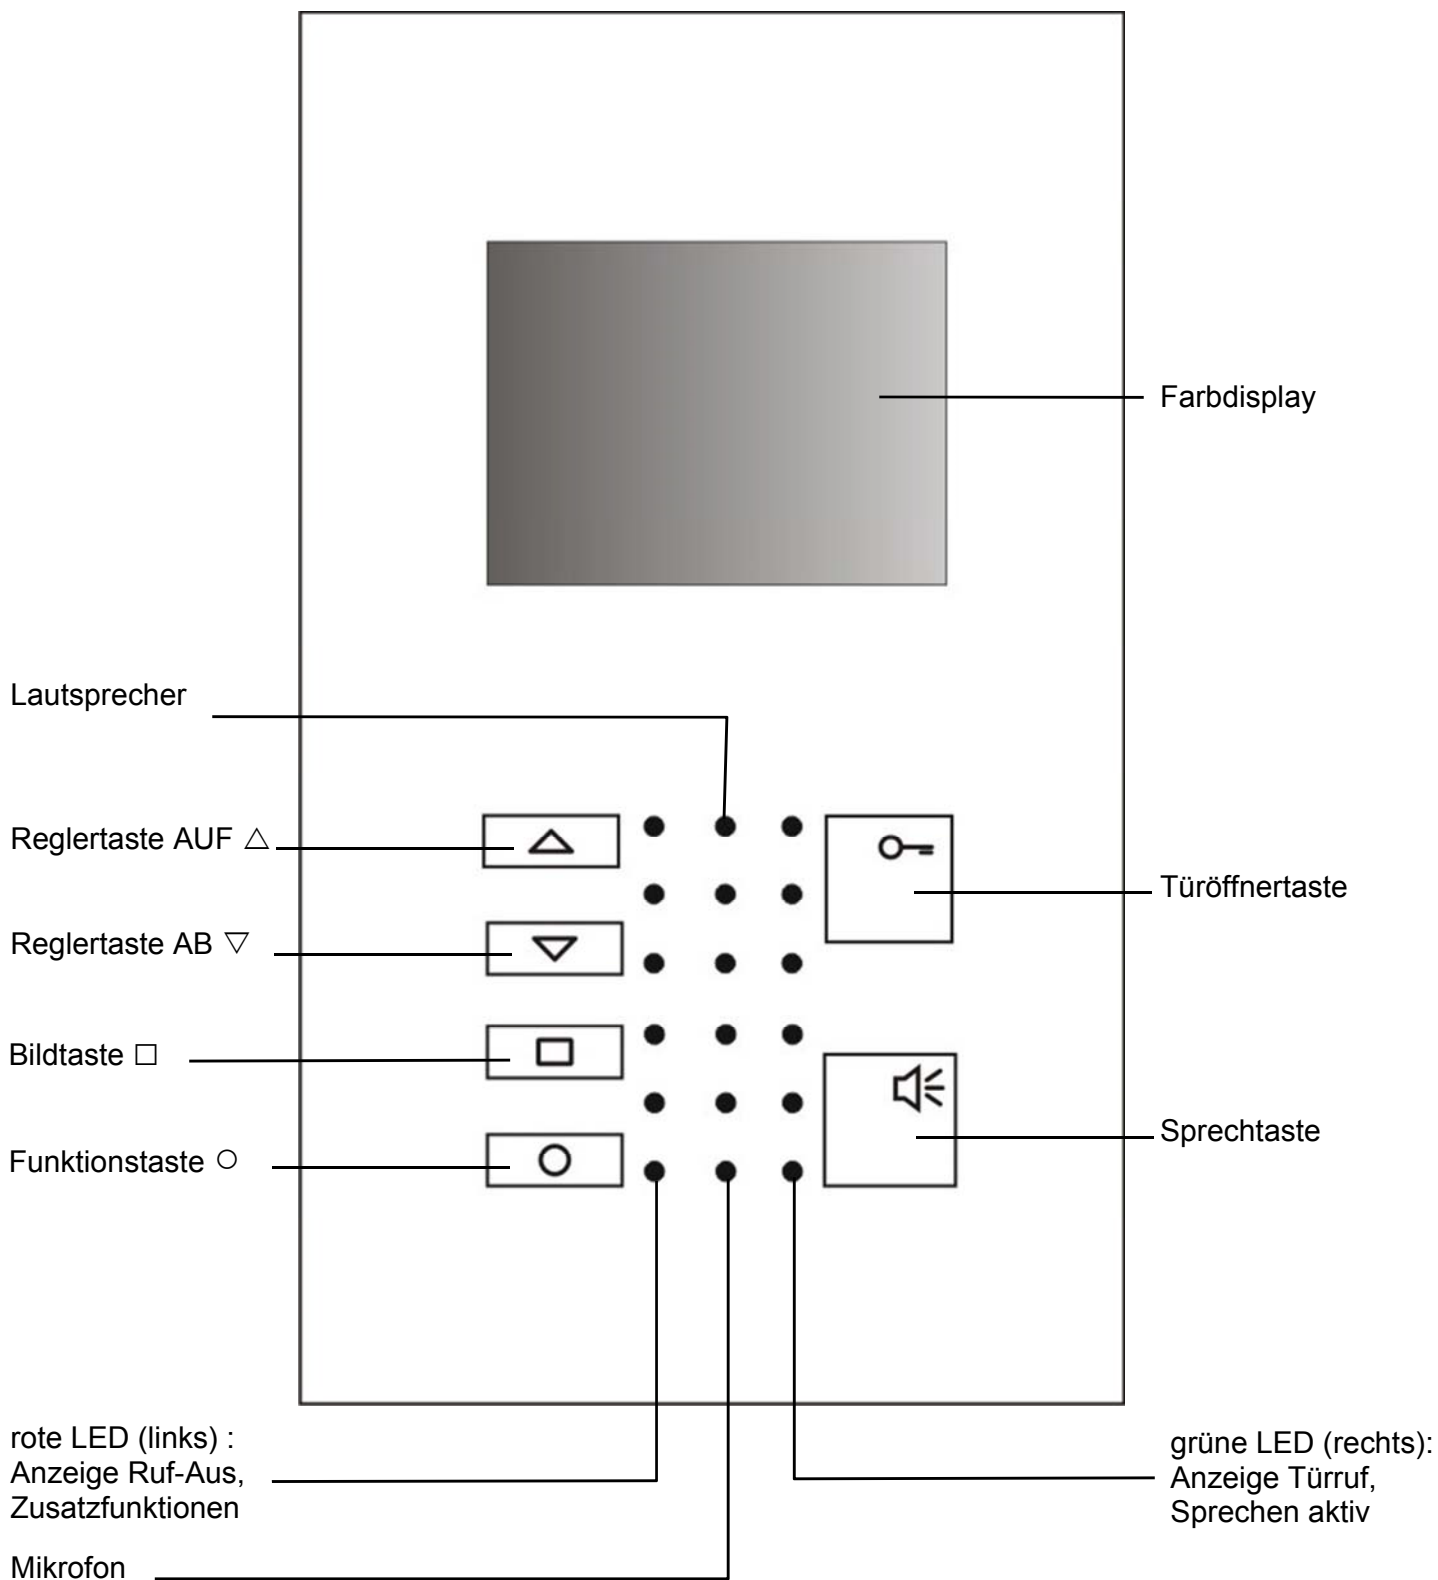 Farbdisplay
Lautsprecher
Reglertaste AUF △
Türöffnertaste
Reglertaste AB ▽
Bildtaste □
Sprechtaste
Funktionstaste ○
rote LED (links) :
Anzeige Ruf-Aus,
Zusatzfunktionen
grüne LED (rechts):
Anzeige Türruf,
Sprechen aktiv
Mikrofon